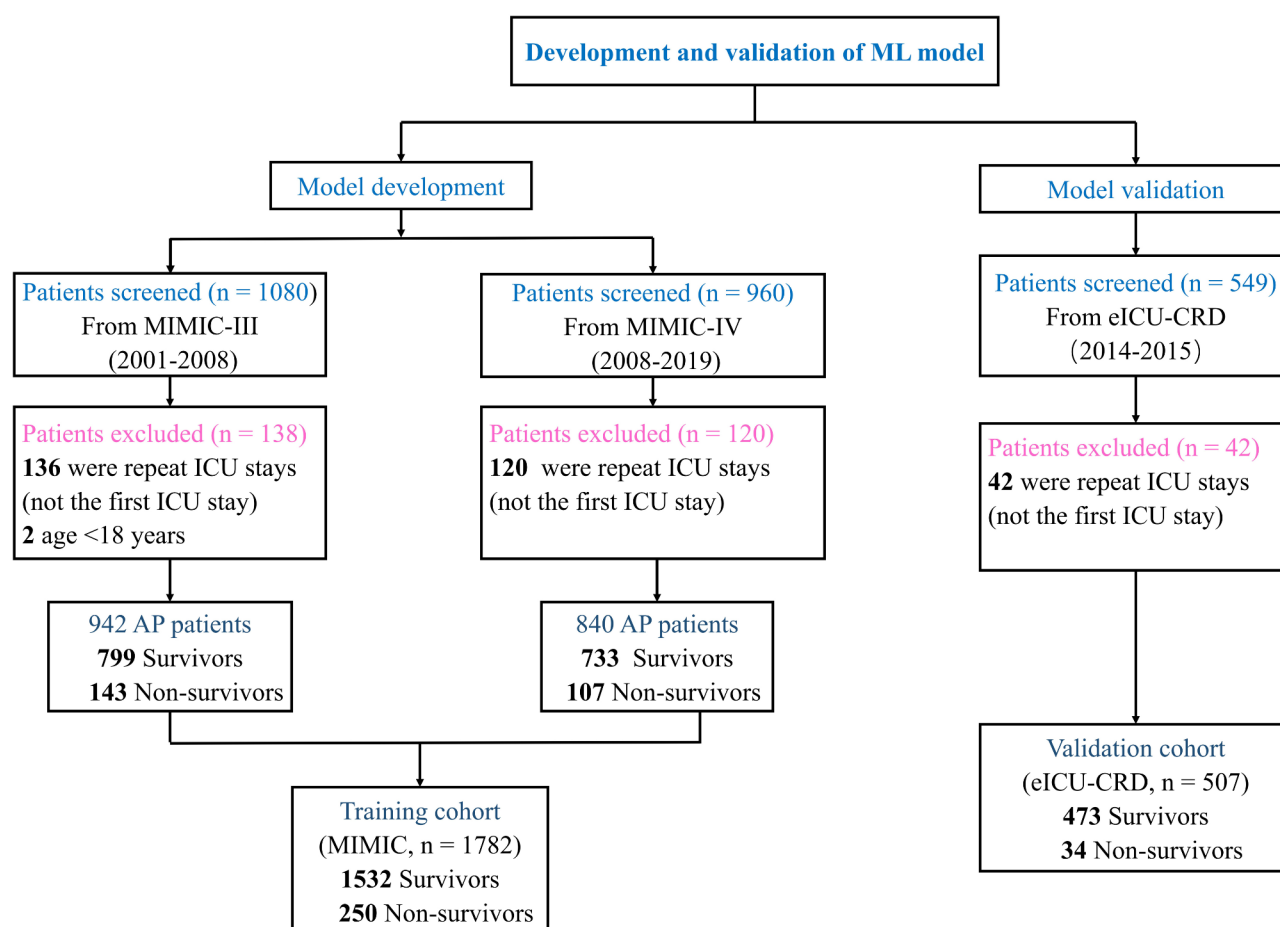 Development and validation of ML model
Model development
Model validation
Patients screened (n = 1080)
From MIMIC-III
(2001-2008)
Patients screened (n = 960)
From MIMIC-IV
(2008-2019)
Patients screened (n = 549)
From eICU-CRD
（2014-2015）
Patients excluded (n = 138)
136 were repeat ICU stays
(not the first ICU stay)
2 age <18 years
Patients excluded (n = 120)
120 were repeat ICU stays
(not the first ICU stay)
Patients excluded (n = 42)
42 were repeat ICU stays
(not the first ICU stay)
942 AP patients
799 Survivors
143 Non-survivors
840 AP patients
733 Survivors
107 Non-survivors
Training cohort
(MIMIC, n = 1782)
1532 Survivors
250 Non-survivors
Validation cohort
(eICU-CRD, n = 507)
473 Survivors
34 Non-survivors